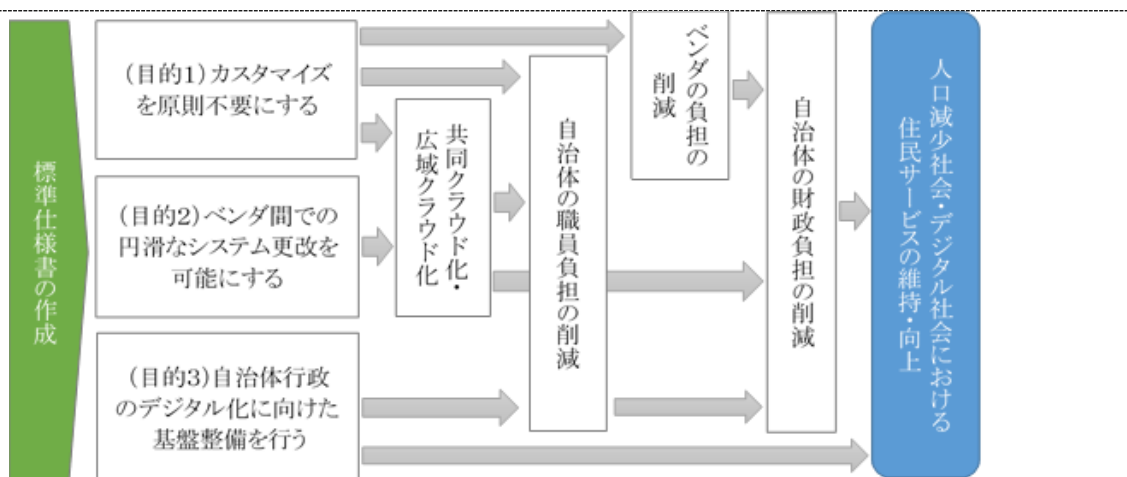 標準仕様書の作成
(目的1)カスタマイズ
を原則不要にする
(目的2)ベンダ間での
円滑なシステム更改を
可能にする
(目的3)自治体行政
のデジタル化に向けた
基盤整備を行う
共同クラウド化・
広域クラウド化
自治体の職員負担の削減
ベンダの負担の
削減
自治体の財政負担の削減
人口減少社会・デジタル社会における
住民サービスの維持・向上